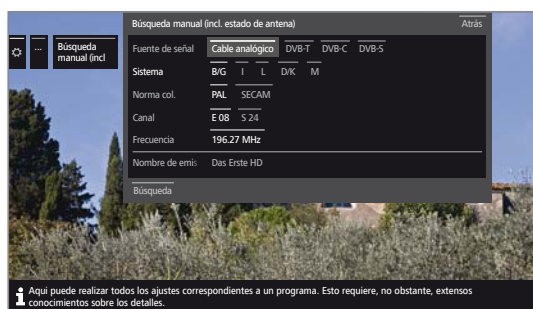 Búsqueda manual (incl. estado de antena) Atrás
... Búsqueda
manual (incl
Fuente de señal Cable analógico DVB-T DVB-C DVB-S
Sistema B/G I L D/K M
Norma col. PAL SECAM
Canal E 08 S 24
Frecuencia 196.27 MHz
Nombre de emis Das Erste HD
Búsqueda
Aqui puede realizar todos los ajustes correspondientes a un programa. Esto requiere, no obstante, extensos
conocimientos sobre los detalles.